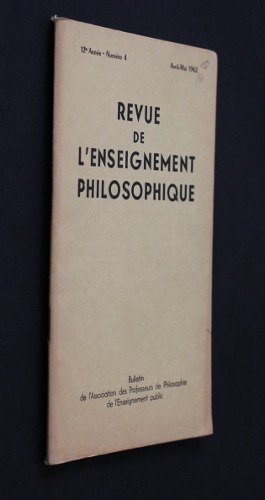 12e Année - Numéro 4
Avril-Mai 1962
REVUE
DE
L'ENSEIGNEMENT
PHILOSOPHIQUE
Bulletin
de l'Association des Professeurs de Philosophie
de l'Enseignement public